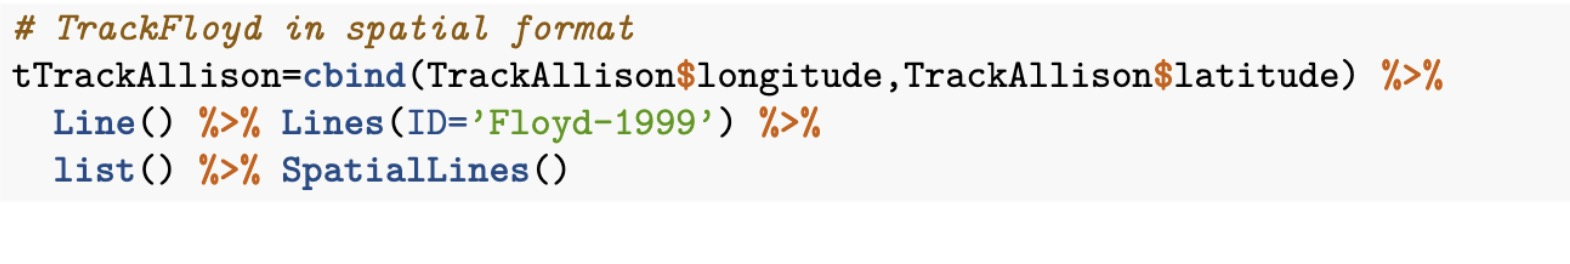 # TrackFloyd in spatial format
tTrackAllison=cbind(TrackAllison$longitude,TrackAllison$latitude) %>%
  Line() %>% Lines(ID='Floyd-1999') %>%
  list() %>% SpatialLines()